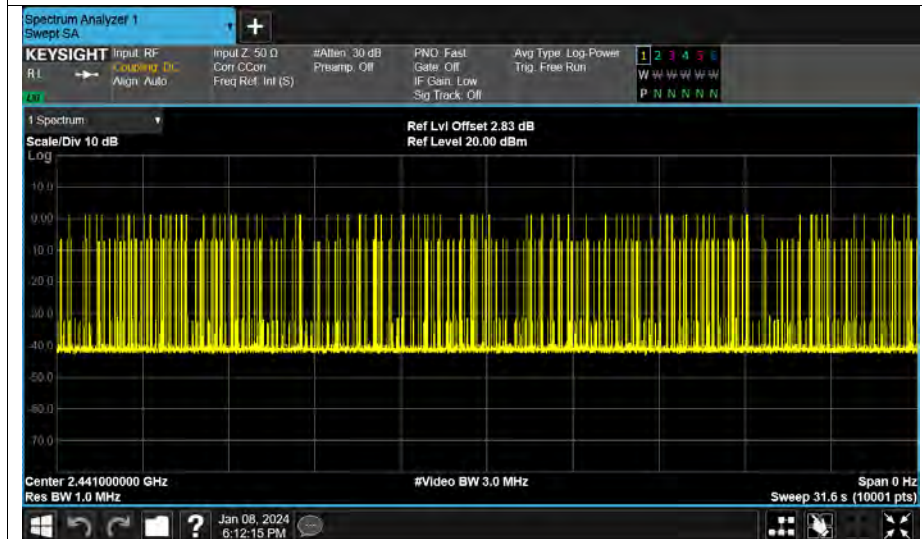 Spectrum Analyzer 1
Swept SA
+
KEYSIGHT Input: RF Input Z: 50 Ω #Atten: 30 dB PNO: Fast Avg Type: Log-Power 1 2 3 4 5 6
RL Coupling: DC Corr CCorr Preamp: Off Gate: Off Trig: Free Run W W W W W W
Align: Auto Freq Ref: Int (S) IF Gain: Low P N N N N N
Sig Track: Off
1 Spectrum
Scale/Div 10 dB Ref Lvl Offset 2.83 dB
Ref Level 20.00 dBm
Log
10.0
0.00
-10.0
-20.0
-30.0
-40.0
-50.0
-60.0
-70.0
Center 2.441000000 GHz #Video BW 3.0 MHz Span 0 Hz
Res BW 1.0 MHz Sweep 31.6 s (10001 pts)
? Jan 08, 2024
6:12:15 PM